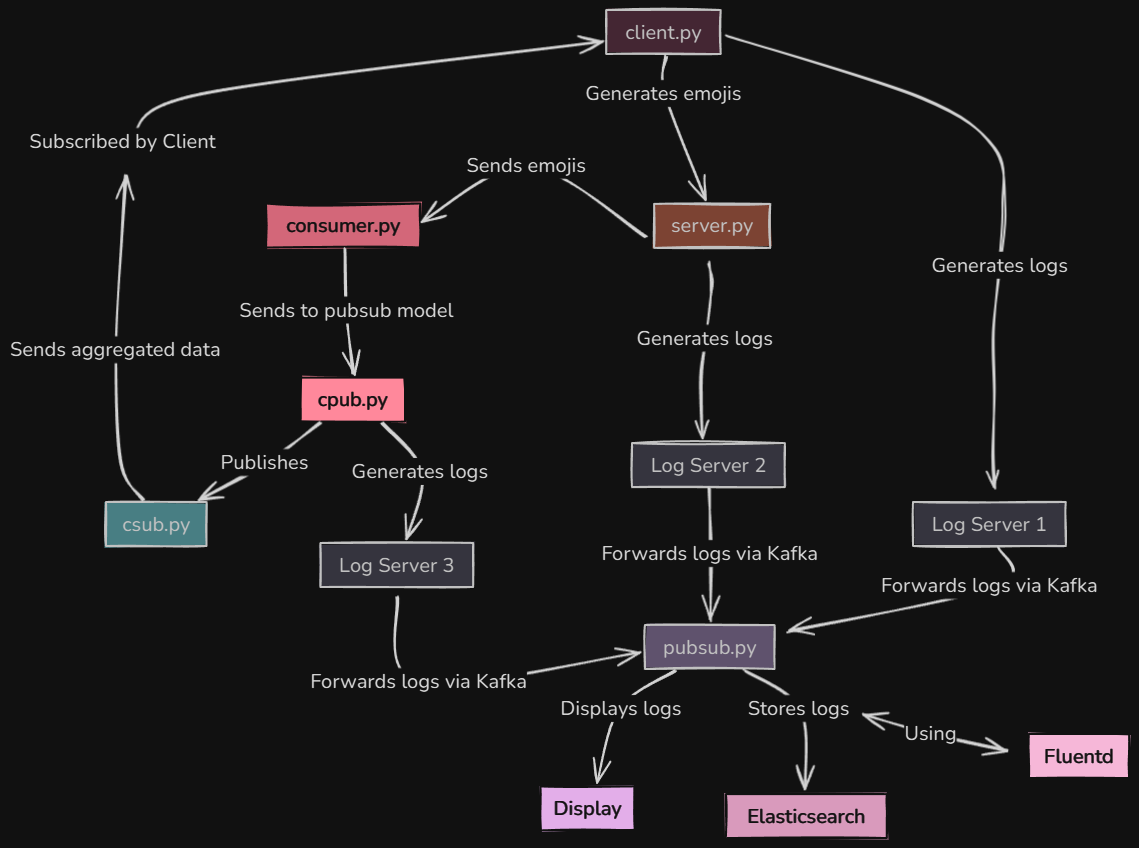 client.py
Generates emojis
Subscribed by Client
Sends emojis
consumer.py
server.py
Generates logs
Sends to pubsub model
Generates logs
Sends aggregated data
cpub.py
Publishes
Generates logs
Log Server 2
csub.py
Log Server 1
Log Server 3
Forwards logs via Kafka
Forwards logs via Kafka
pubsub.py
Forwards logs via Kafka
Displays logs
Stores logs
Using
Fluentd
Display
Elasticsearch